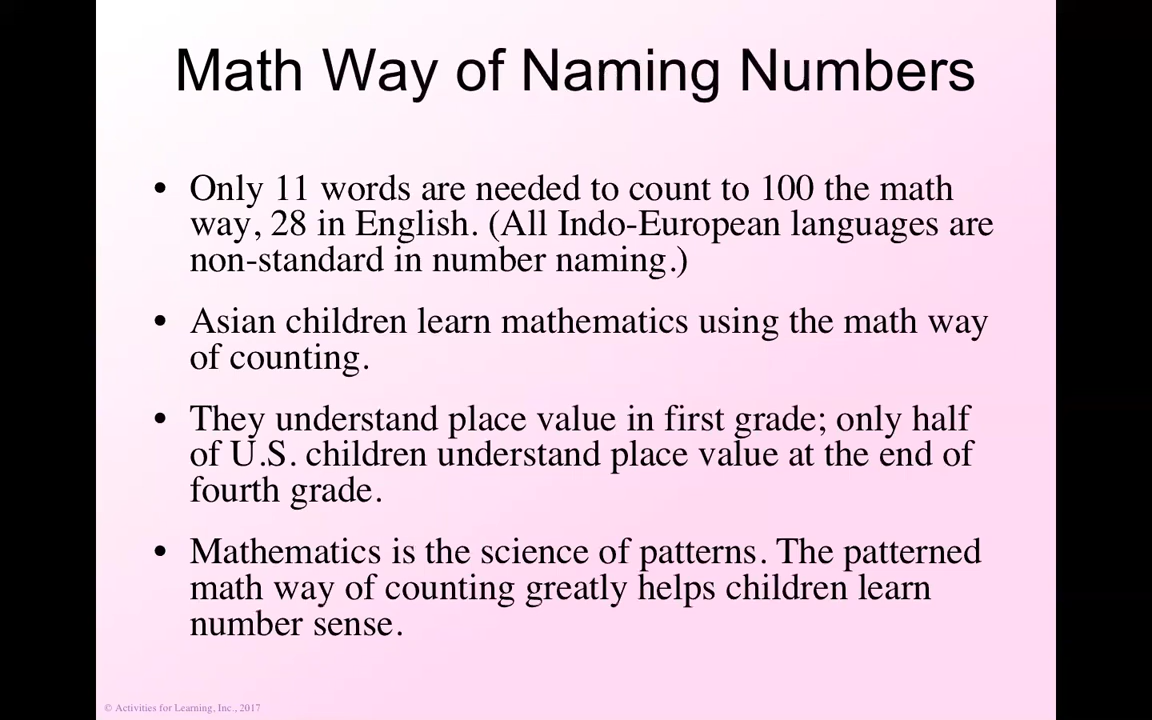 Math Way of Naming Numbers
• Only 11 words are needed to count to 100 the math
way, 28 in English. (All Indo-European languages are
non-standard in number naming.)
• Asian children learn mathematics using the math way
of counting.
• They understand place value in first grade; only half
of U.S. children understand place value at the end of
fourth grade.
• Mathematics is the science of patterns. The patterned
math way of counting greatly helps children learn
number sense.
© Activities for Learning, Inc., 2017